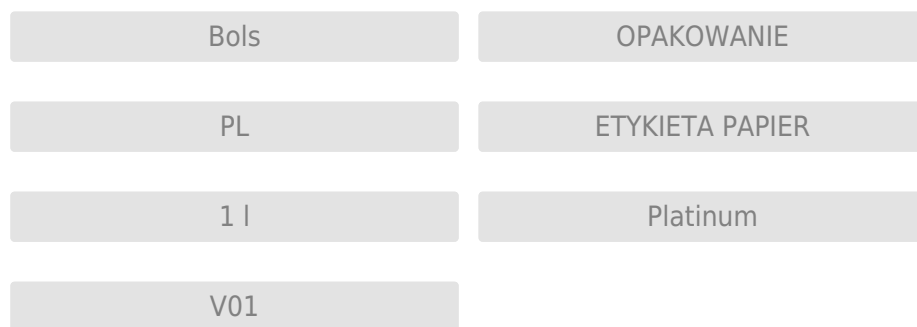 Bols
OPAKOWANIE
PL
ETYKIETA PAPIER
1 l
Platinum
V01